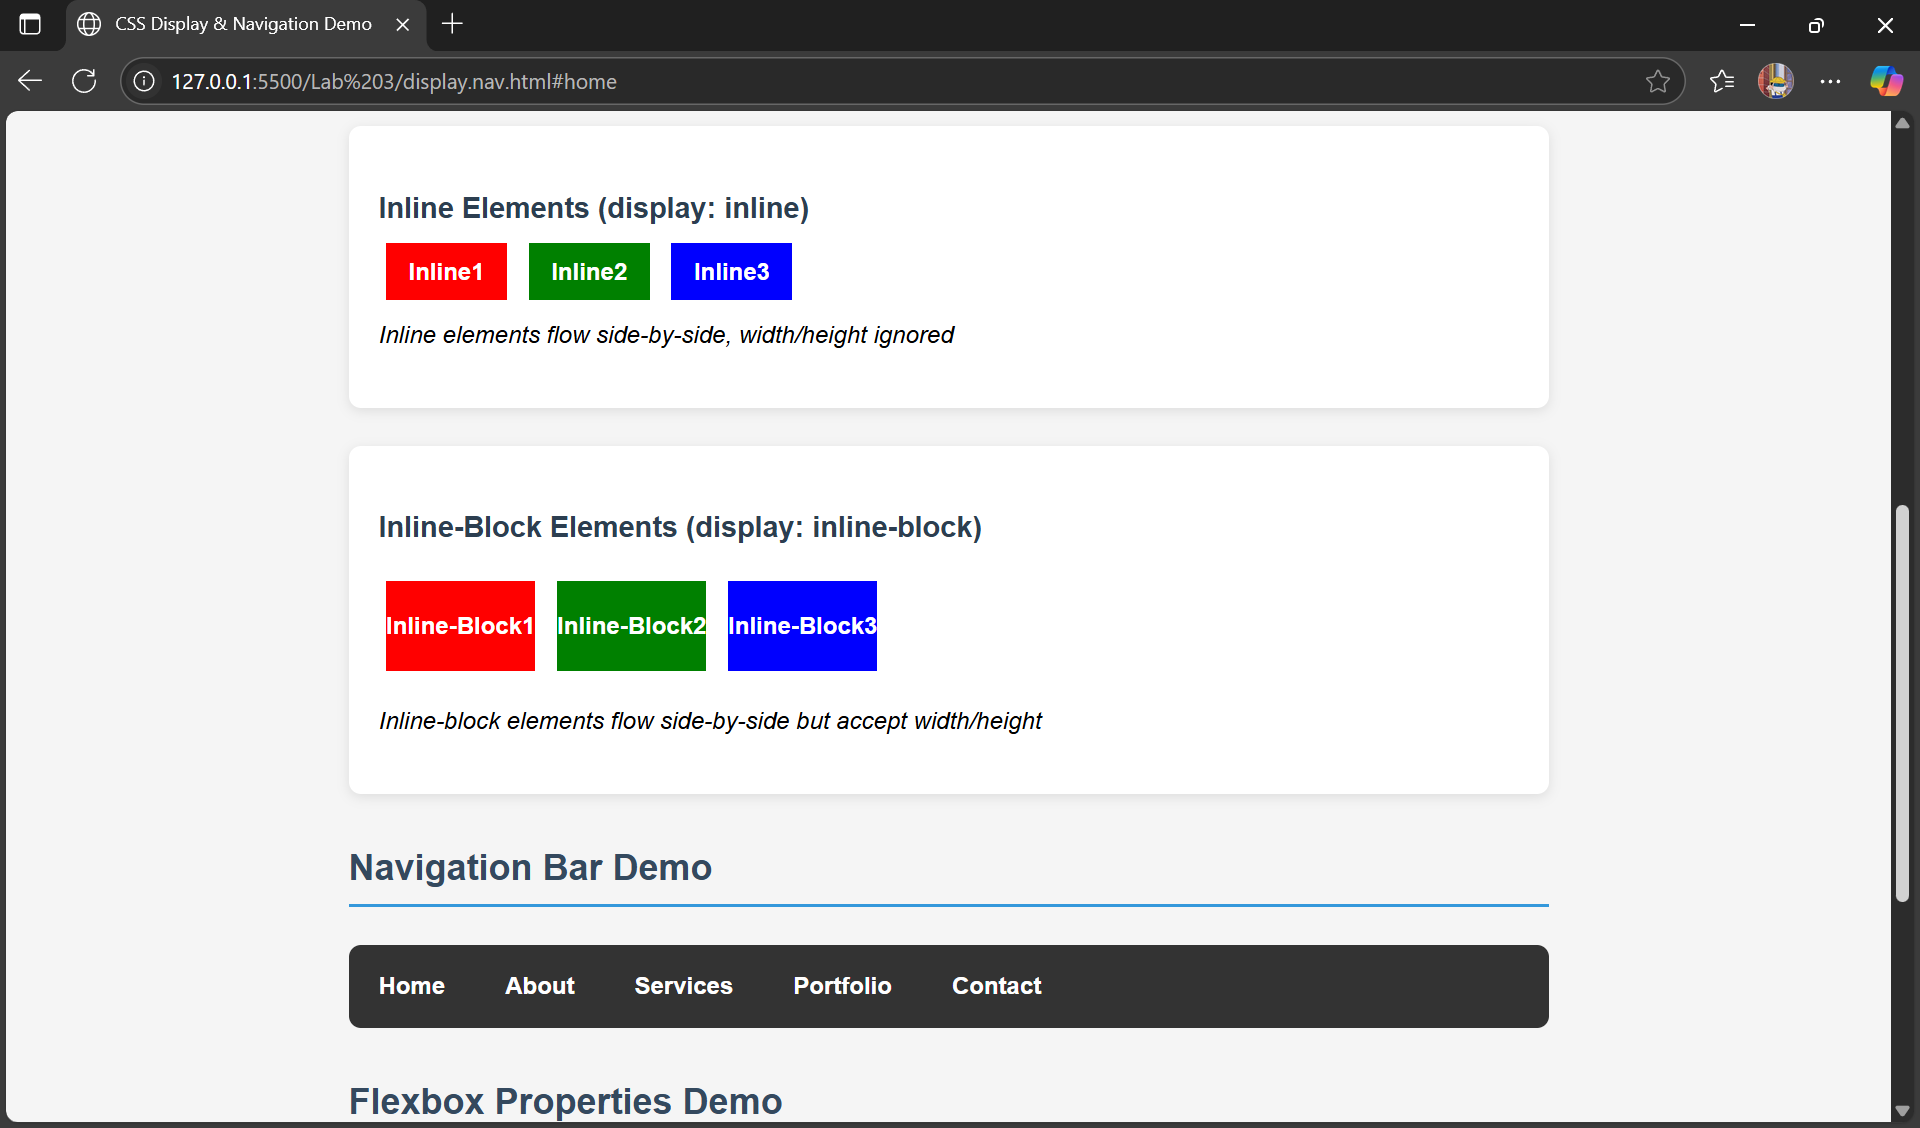 CSS Display & Navigation Demo
127.0.0.1:5500/Lab%203/display.nav.html#home
Inline Elements (display: inline)
Inline1 Inline2 Inline3
Inline elements flow side-by-side, width/height ignored
Inline-Block Elements (display: inline-block)
Inline-Block1 Inline-Block2 Inline-Block3
Inline-block elements flow side-by-side but accept width/height
Navigation Bar Demo
Home About Services Portfolio Contact
Flexbox Properties Demo